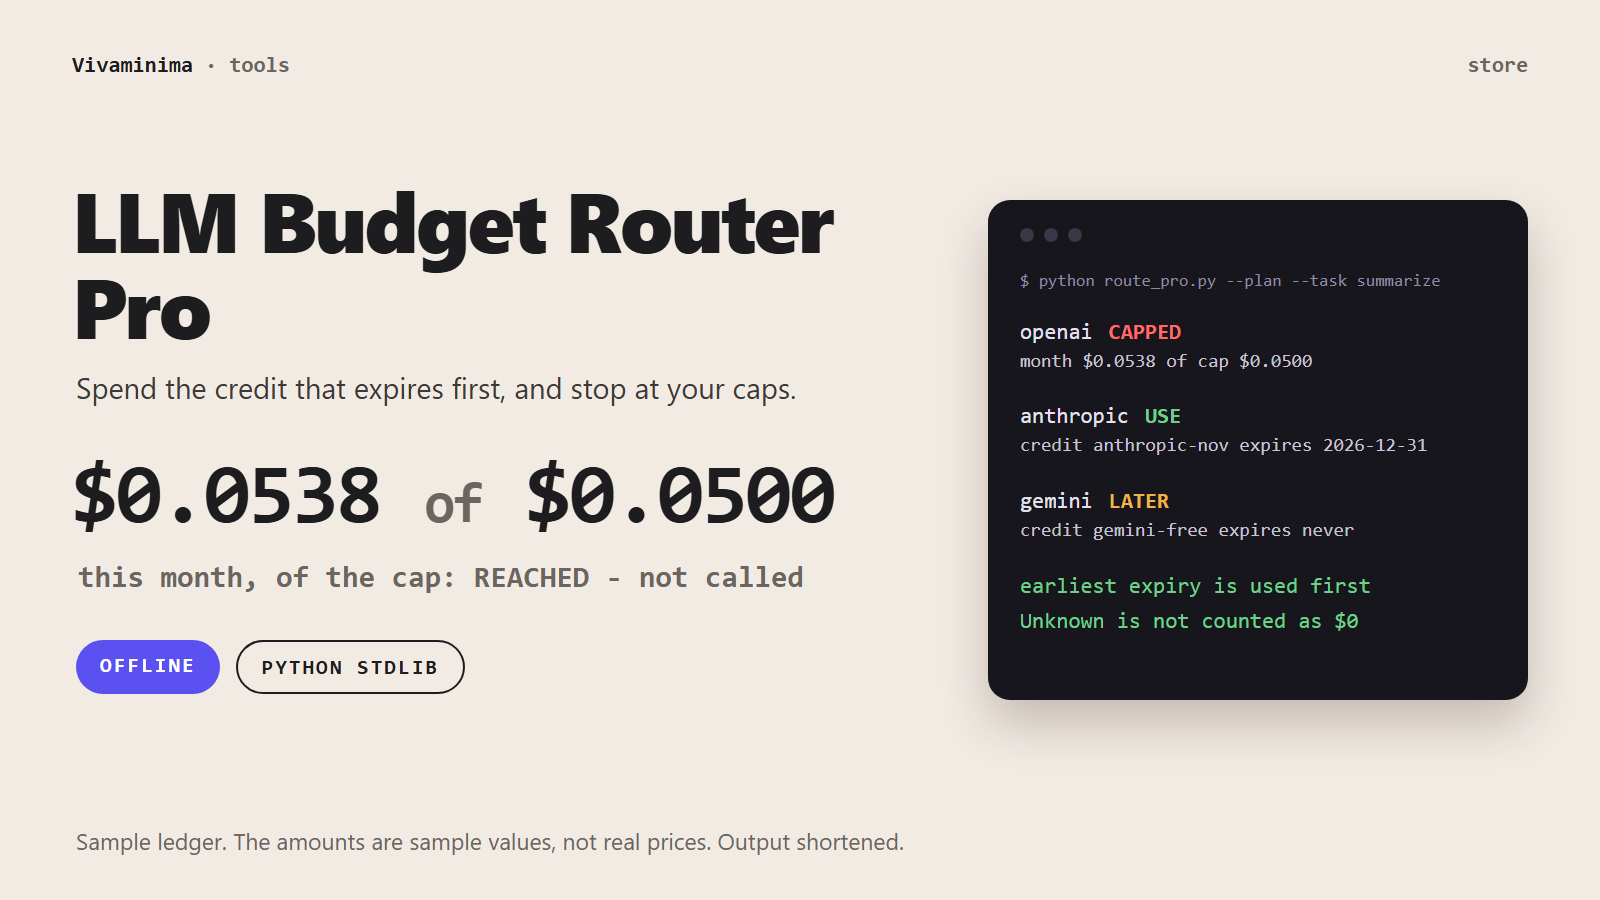 Vivaminima · tools
store
LLM Budget Router
Pro
Spend the credit that expires first, and stop at your caps.
$0.0538 of $0.0500
this month, of the cap: REACHED - not called
OFFLINE
PYTHON STDLIB
$ python route_pro.py --plan --task summarize
openai CAPPED
month $0.0538 of cap $0.0500
anthropic USE
credit anthropic-nov expires 2026-12-31
gemini LATER
credit gemini-free expires never
earliest expiry is used first
Unknown is not counted as $0
Sample ledger. The amounts are sample values, not real prices. Output shortened.